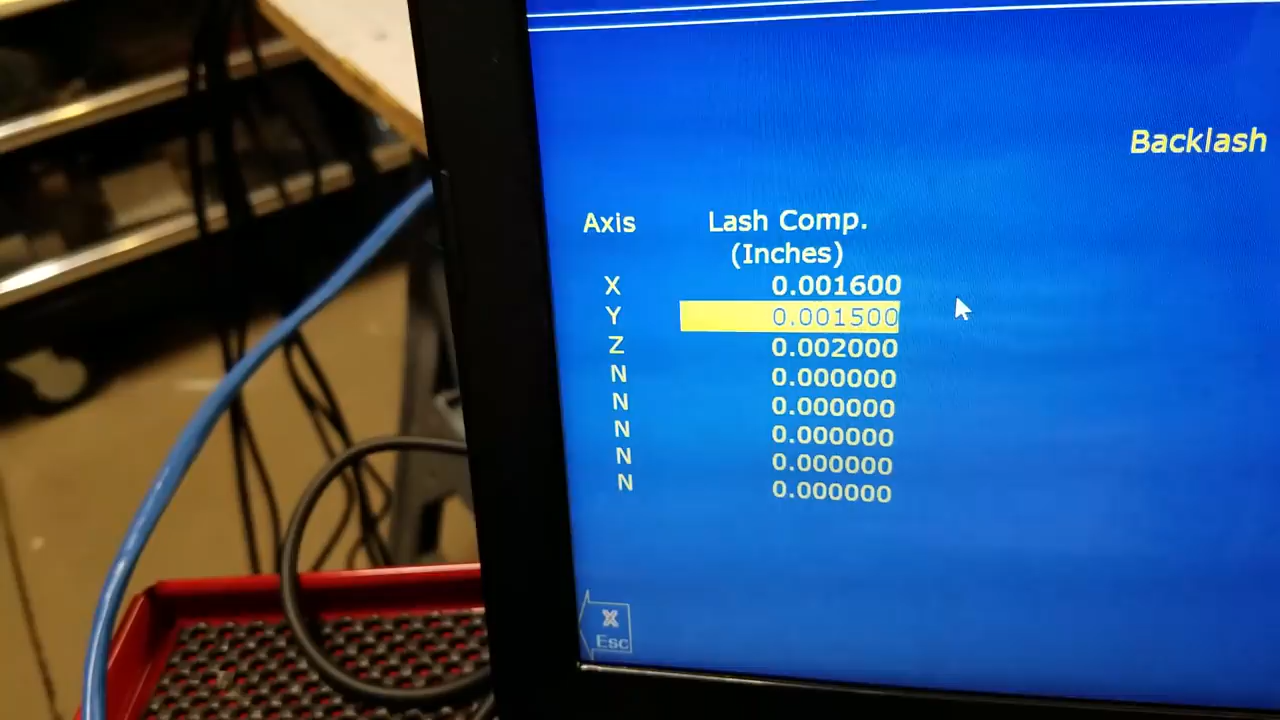 Backlash
Axis Lash Comp.
(Inches)
X 0.001600
Y 0.001500
Z 0.002000
N 0.000000
N 0.000000
N 0.000000
N 0.000000
N 0.000000
X
Esc